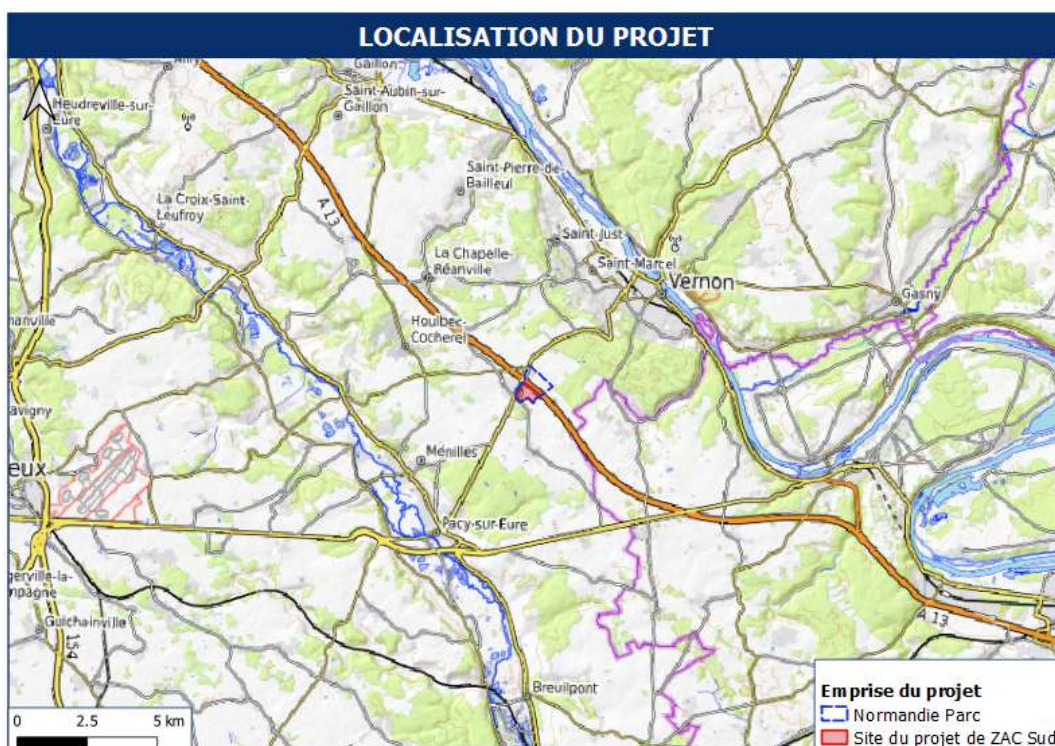 LOCALISATION DU PROJET
Gaillon
Saint-Aubin-sur-
Gaillon
Heudreville-sur-
Eure
Saint-Pierre-de-
Bailleul
La Croix-Saint-
Leufroy
A 13
Saint-Just
La Chapelle-
Réanville
Saint-Marcel
Vernon
Gasny
Houlbec-
Cocherel
Ménilles
Pacy-sur-Eure
Guichainville
154
A 13
Breuilpont
Emprise du projet
Normandie Parc
Site du projet de ZAC Sud
0 2.5 5 km